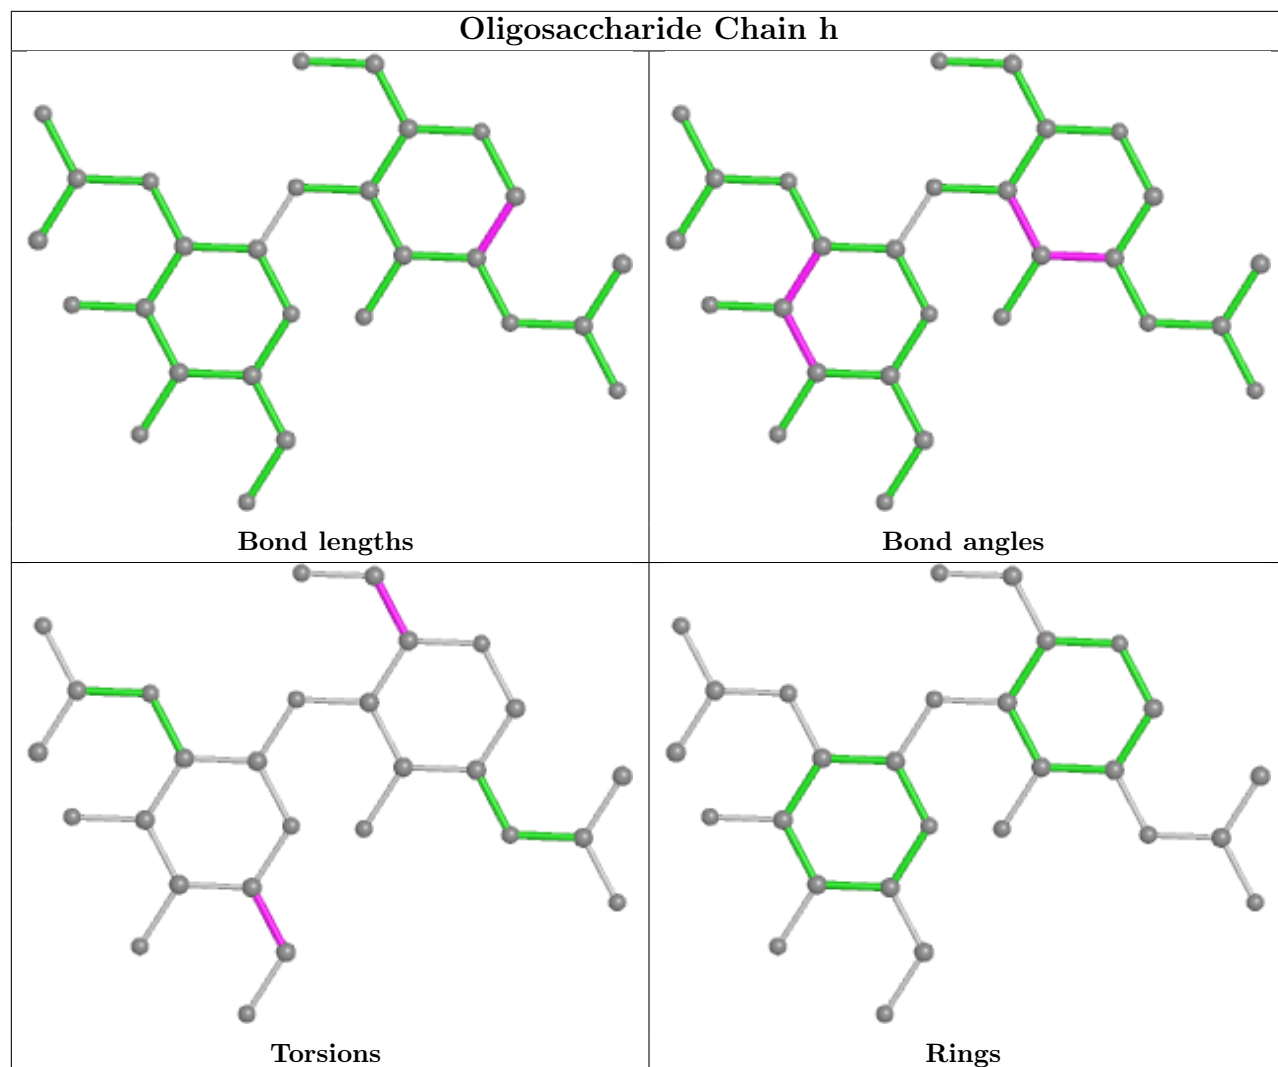 Oligosaccharide Chain h
Bond lengths
Bond angles
Torsions
Rings